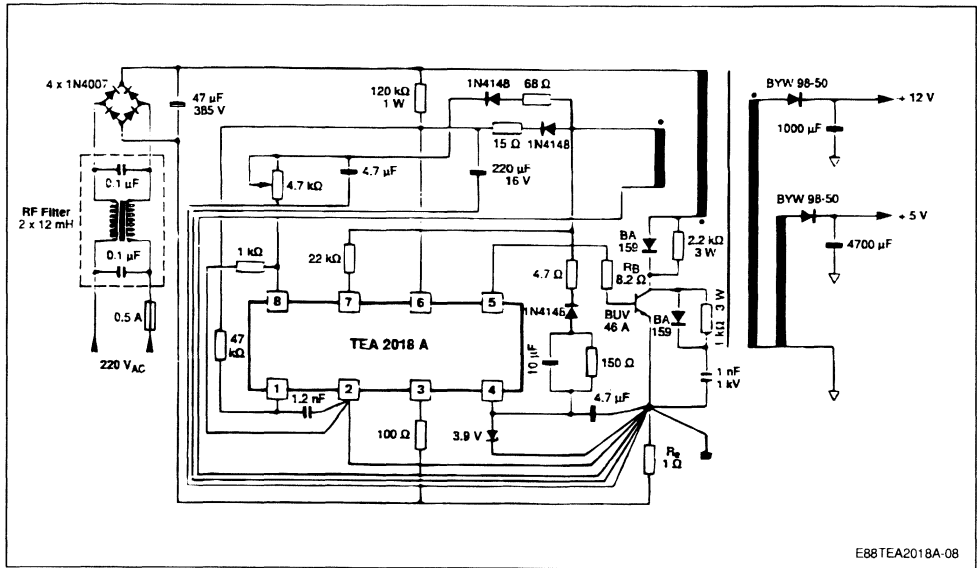 4 x 1N4007
47 µF
385 V
120 kΩ
1 W
1N4148
68 Ω
15 Ω
1N4148
BYW 98-50
+ 12 V
1000 µF
0.1 µF
RF Filter
2 x 12 mH
0.1 µF
4.7 kΩ
4.7 µF
220 µF
16 V
BYW 98-50
+ 5 V
4700 µF
0.5 A
220 VAC
1 kΩ
22 kΩ
4.7 Ω
RB
8.2 Ω
BA
159
2.2 kΩ
3 W
8
7
6
5
TEA 2018 A
1N4148
BUV
46 A
BA
159
1 kΩ
3 W
47
kΩ
10 µF
150 Ω
1 nF
1 kV
1
2
3
4
1.2 nF
100 Ω
3.9 V
4.7 µF
Re
1 Ω
E88TEA2018A-08